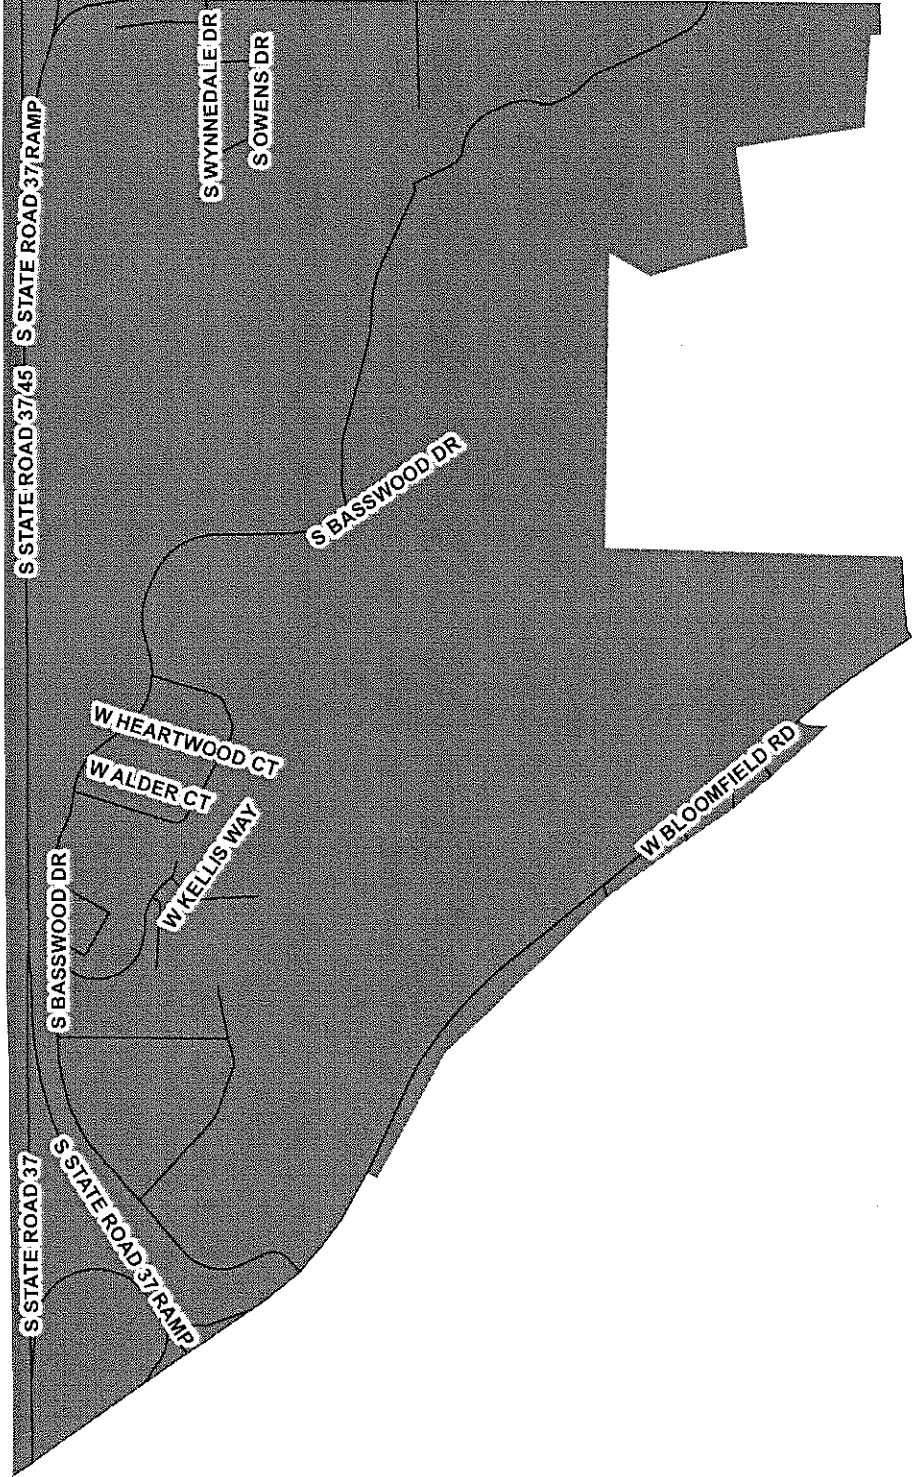 S WYNNEDALE DR
S OWENS DR
S STATE ROAD 37 RAMP
S STATE ROAD 37/45
S BASSWOOD DR
W HEARTWOOD CT
W ALDER CT
W BLOOMFIELD RD
W KELLIS WAY
S BASSWOOD DR
S STATE ROAD 37
S STATE ROAD 37 RAMP